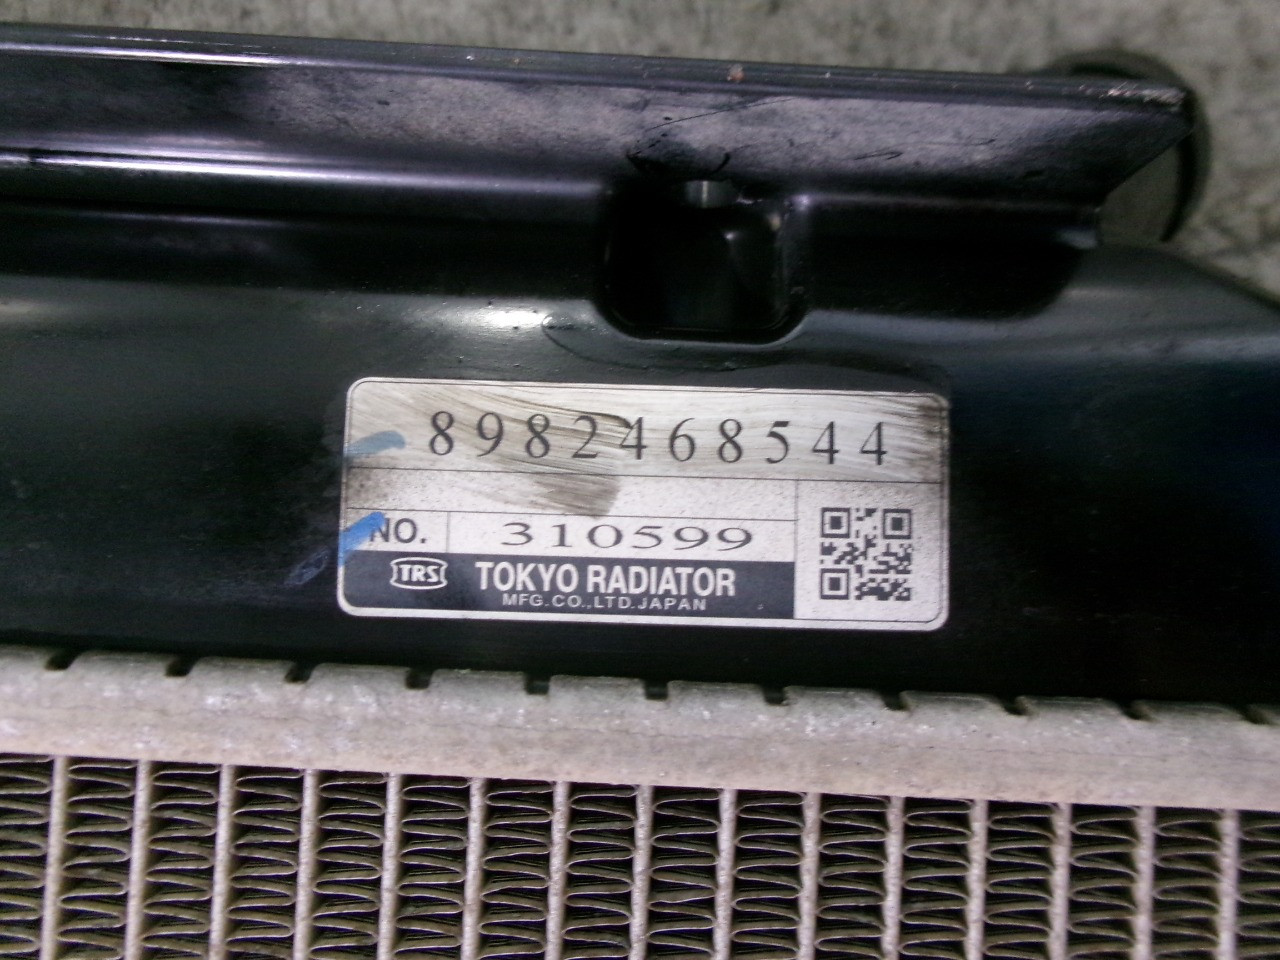 8982468544
NO. 310599
TRS TOKYO RADIATOR
MFG.CO.,LTD.JAPAN